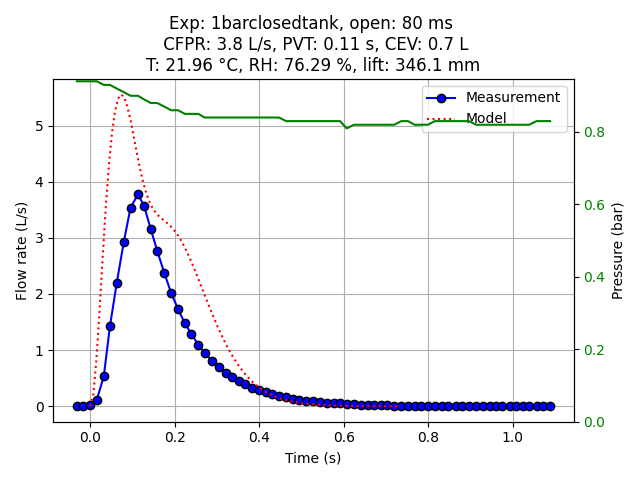 Exp: 1barclosedtank, open: 80 ms
CFPR: 3.8 L/s, PVT: 0.11 s, CEV: 0.7 L
T: 21.96 °C, RH: 76.29 %, lift: 346.1 mm
Measurement
Model
Flow rate (L/s)
5
4
3
2
1
0
Pressure (bar)
0.8
0.6
0.4
0.2
0.0
0.0 0.2 0.4 0.6 0.8 1.0
Time (s)